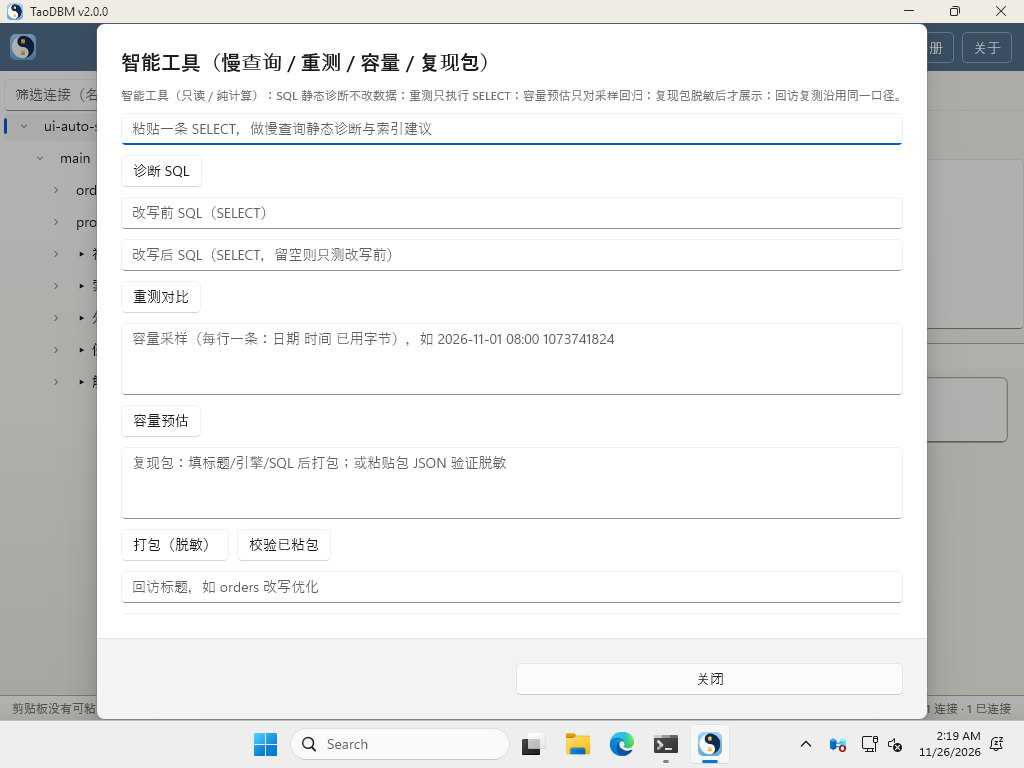 TaoDBM v2.0.0
册
关于
智能工具（慢查询 / 重测 / 容量 / 复现包）
智能工具（只读 / 纯计算）：SQL 静态诊断不改数据；重测只执行 SELECT；容量预估只对采样回归；复现包脱敏后才展示；回访复测沿用同一口径。
筛选连接（名
粘贴一条 SELECT，做慢查询静态诊断与索引建议
ui-auto-s
main
诊断 SQL
ord
改写前 SQL（SELECT）
pro
改写后 SQL（SELECT，留空则只测改写前）
重测对比
容量采样（每行一条：日期 时间 已用字节），如 2026-11-01 08:00 1073741824
容量预估
复现包：填标题/引擎/SQL 后打包；或粘贴包 JSON 验证脱敏
打包（脱敏）
校验已粘包
回访标题，如 orders 改写优化
关闭
剪贴板没有可粘
连接 · 1 已连接
Search
2:19 AM
11/26/2026